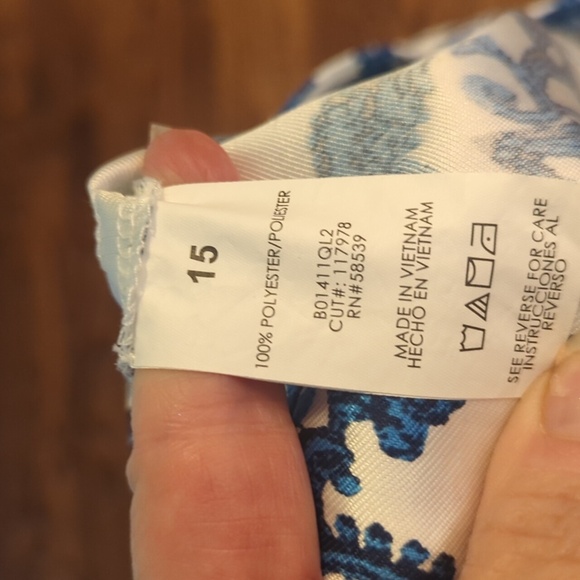 15
100% POLYESTER/POLIÉSTER
B01411QL2
CUT#: 117978
RN#58539
MADE IN VIETNAM
HECHO EN VIETNAM
SEE REVERSE FOR CARE
INSTRUCCIONES AL
REVERSO